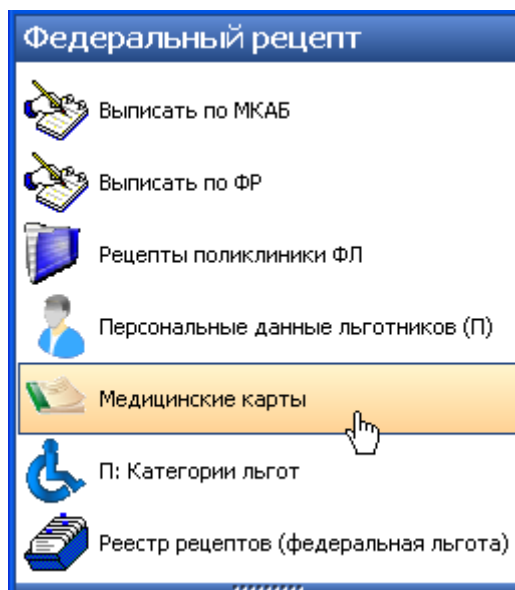 Федеральный рецепт
Выписать по МКАБ
Выписать по ФР
Рецепты поликлиники ФЛ
Персональные данные льготников (П)
Медицинские карты
П: Категории льгот
Реестр рецептов (федеральная льгота)